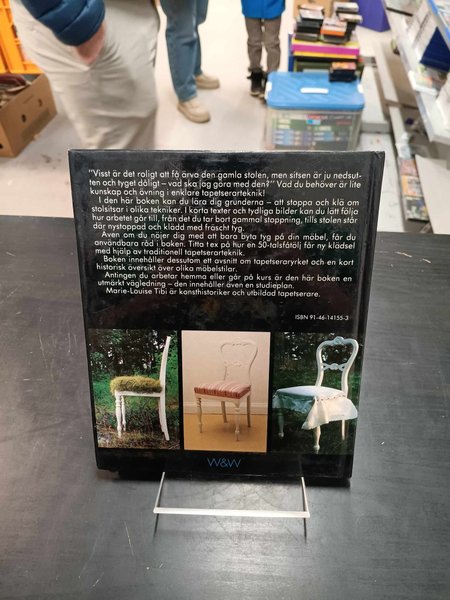 "Visst är det roligt att få ärva den gamla stolen, men sitsen är ju nedsut-
ten och tyget dåligt – vad ska jag göra med den?" Vad du behöver är lite
kunskap och övning i enklare tapetserarteknik!
I den här boken kan du lära dig grunderna – att stoppa och klä om
stolsitsar i olika tekniker. I korta texter och tydliga bilder kan du lätt följa
hur arbetet går till, från det du tar bort gammal stoppning, tills stolen står
där nystoppad och klädd med fräscht tyg.
Även om du nöjer dig med att bara byta tyg på din möbel, får du
användbara råd i boken. Titta t ex på hur en 50-talsfåtölj får ny klädsel
med hjälp av traditionell tapetserarteknik.
Boken innehåller dessutom ett avsnitt om tapetseraryrket och en kort
historisk översikt över olika möbelstilar.
Antingen du arbetar hemma eller går på kurs är den här boken en
utmärkt vägledning – den innehåller även en studieplan.
Marie-Louise Tibi är konsthistoriker och utbildad tapetserare.
ISBN 91-46-14155-3
W&W